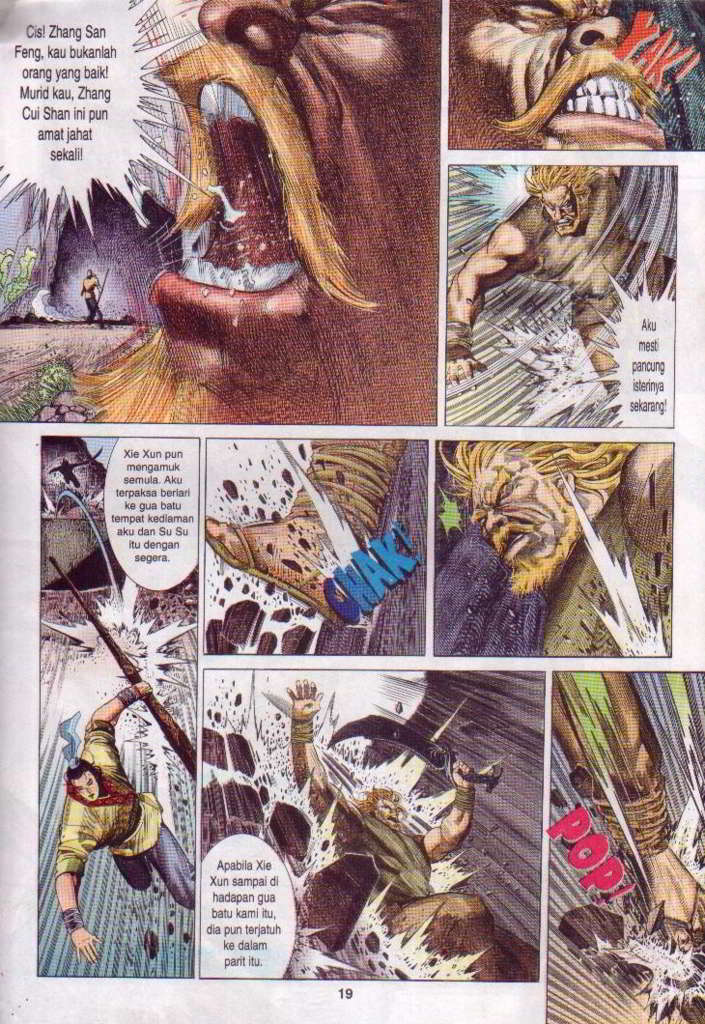 Cis! Zhang San
Feng, kau bukanlah
orang yang baik!
Murid kau, Zhang
Cui Shan ini pun
amat jahat
sekali!
YAK!
Aku
mesti
pancung
isterinya
sekarang!
Xie Xun pun
mengamuk
semula. Aku
terpaksa berlari
ke gua batu
tempat kediaman
aku dan Su Su
itu dengan
segera.
CHAK!
Apabila Xie
Xun sampai di
hadapan gua
batu kami itu,
dia pun terjatuh
ke dalam
parit itu.
POP!
19